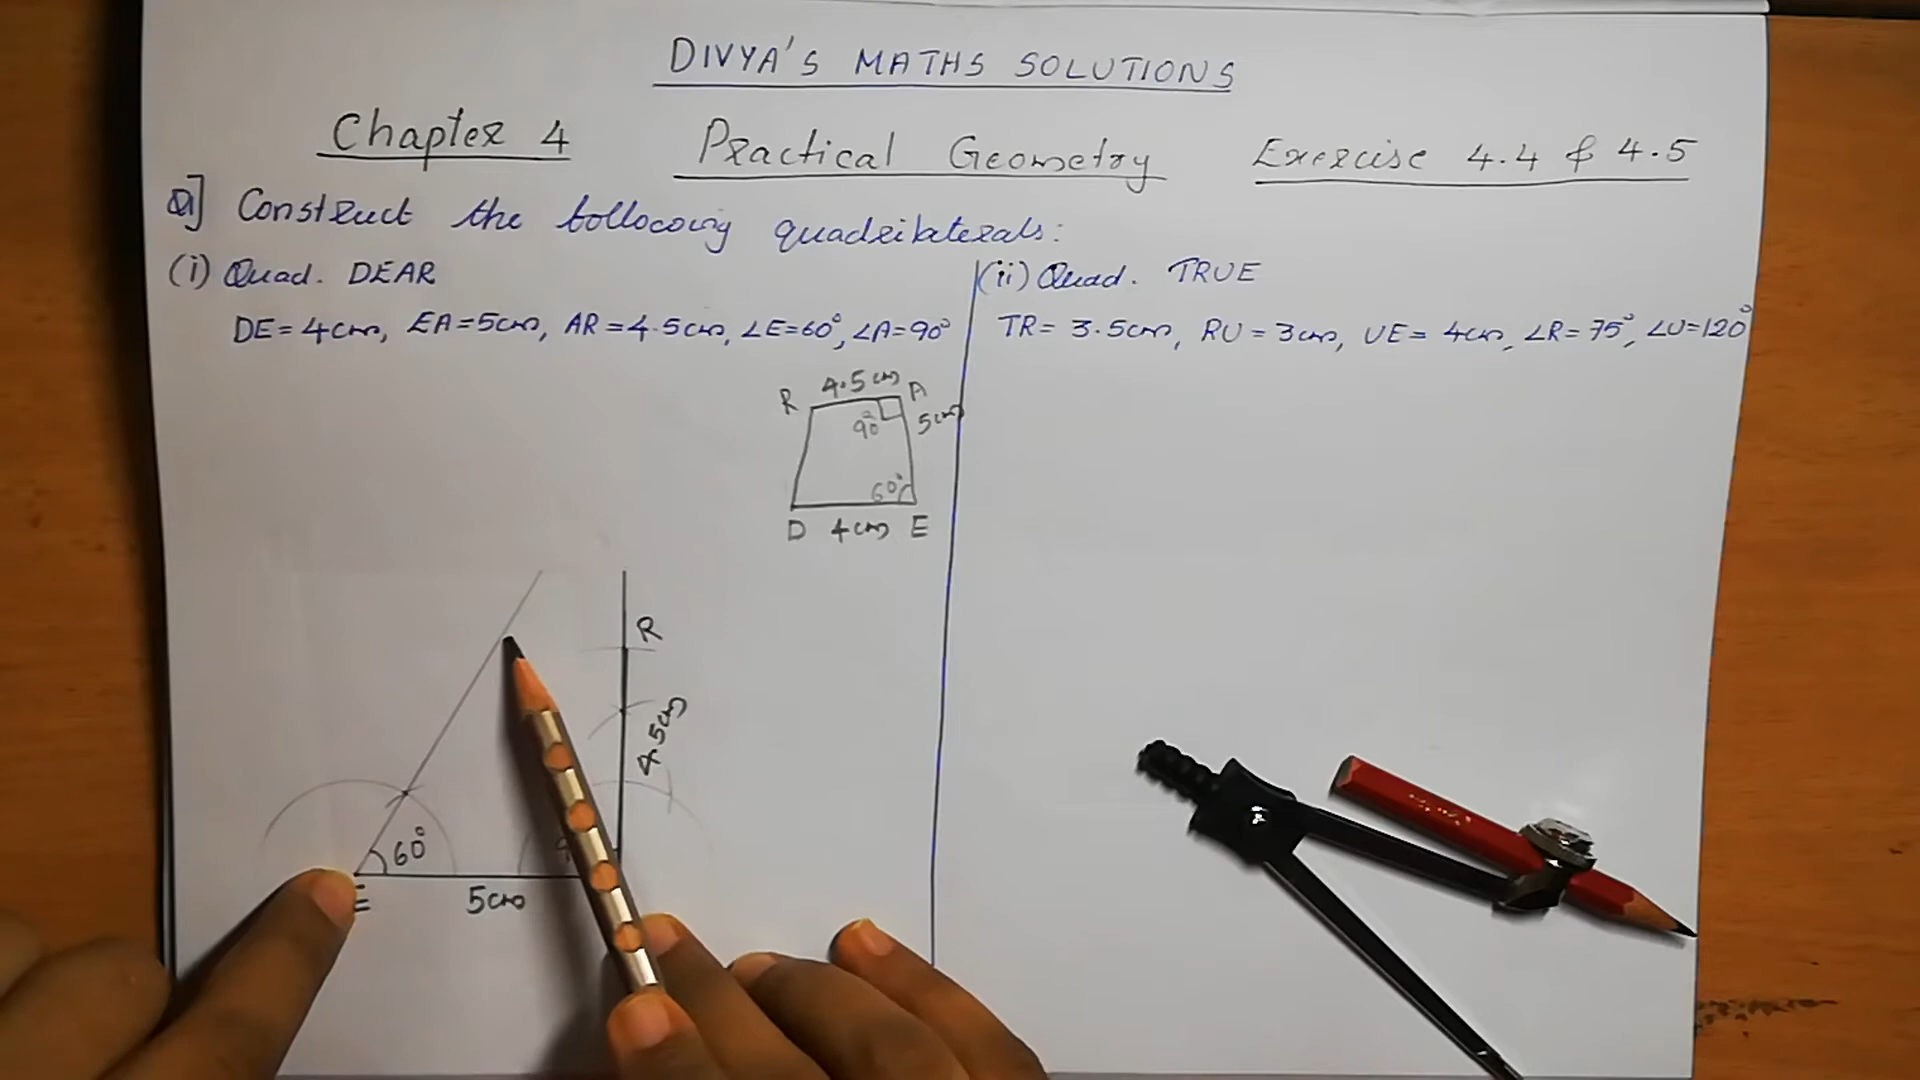 DIVYA'S MATHS SOLUTIONS
Chapter 4 Practical Geometry Exercise 4.4 & 4.5
Q1] Construct the following quadrilaterals:
(i) Quad. DEAR
DE = 4cm, EA = 5cm, AR = 4.5cm, ∠E=60°, ∠A=90°
(ii) Quad. TRUE
TR = 3.5cm, RU = 3cm, UE = 4cm, ∠R = 75°, ∠U=120°
R 4.5cm A
90° 5cm
60°
D 4cm E
R
4.5cm
60°
E 5cm